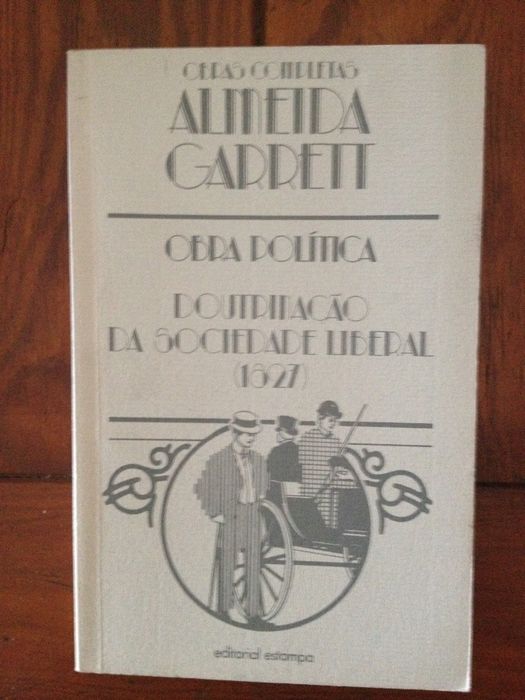 OBRAS COMPLETAS
ALMEIDA
GARRETT
OBRA POLÍTICA
DOUTRINAÇÃO
DA SOCIEDADE LIBERAL
(1827)
editorial estampa